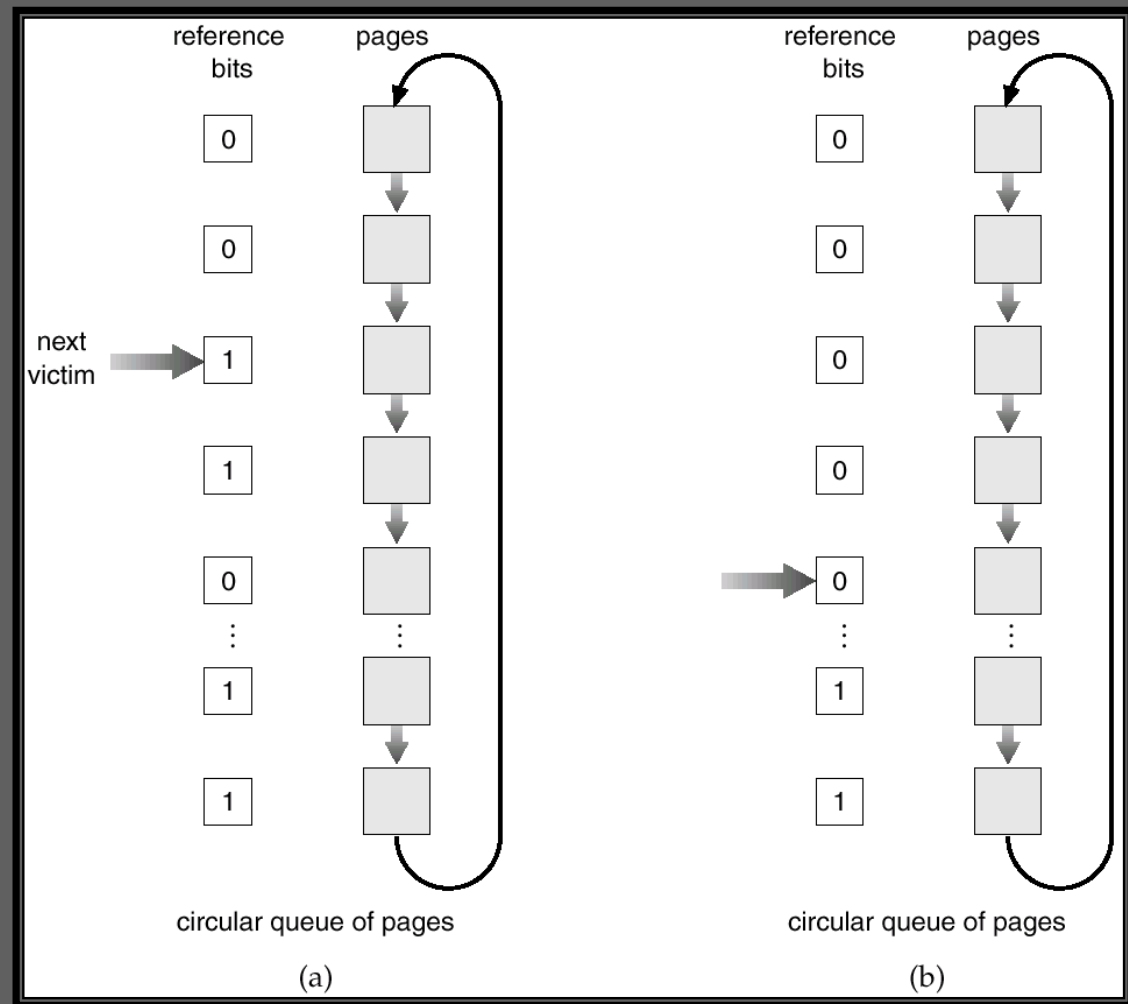 reference pages
bits
reference pages
bits
0
0
0
0
next
victim
1
0
1
0
0
0
⋮ ⋮
⋮ ⋮
1
1
1
1
circular queue of pages
circular queue of pages
(a)
(b)